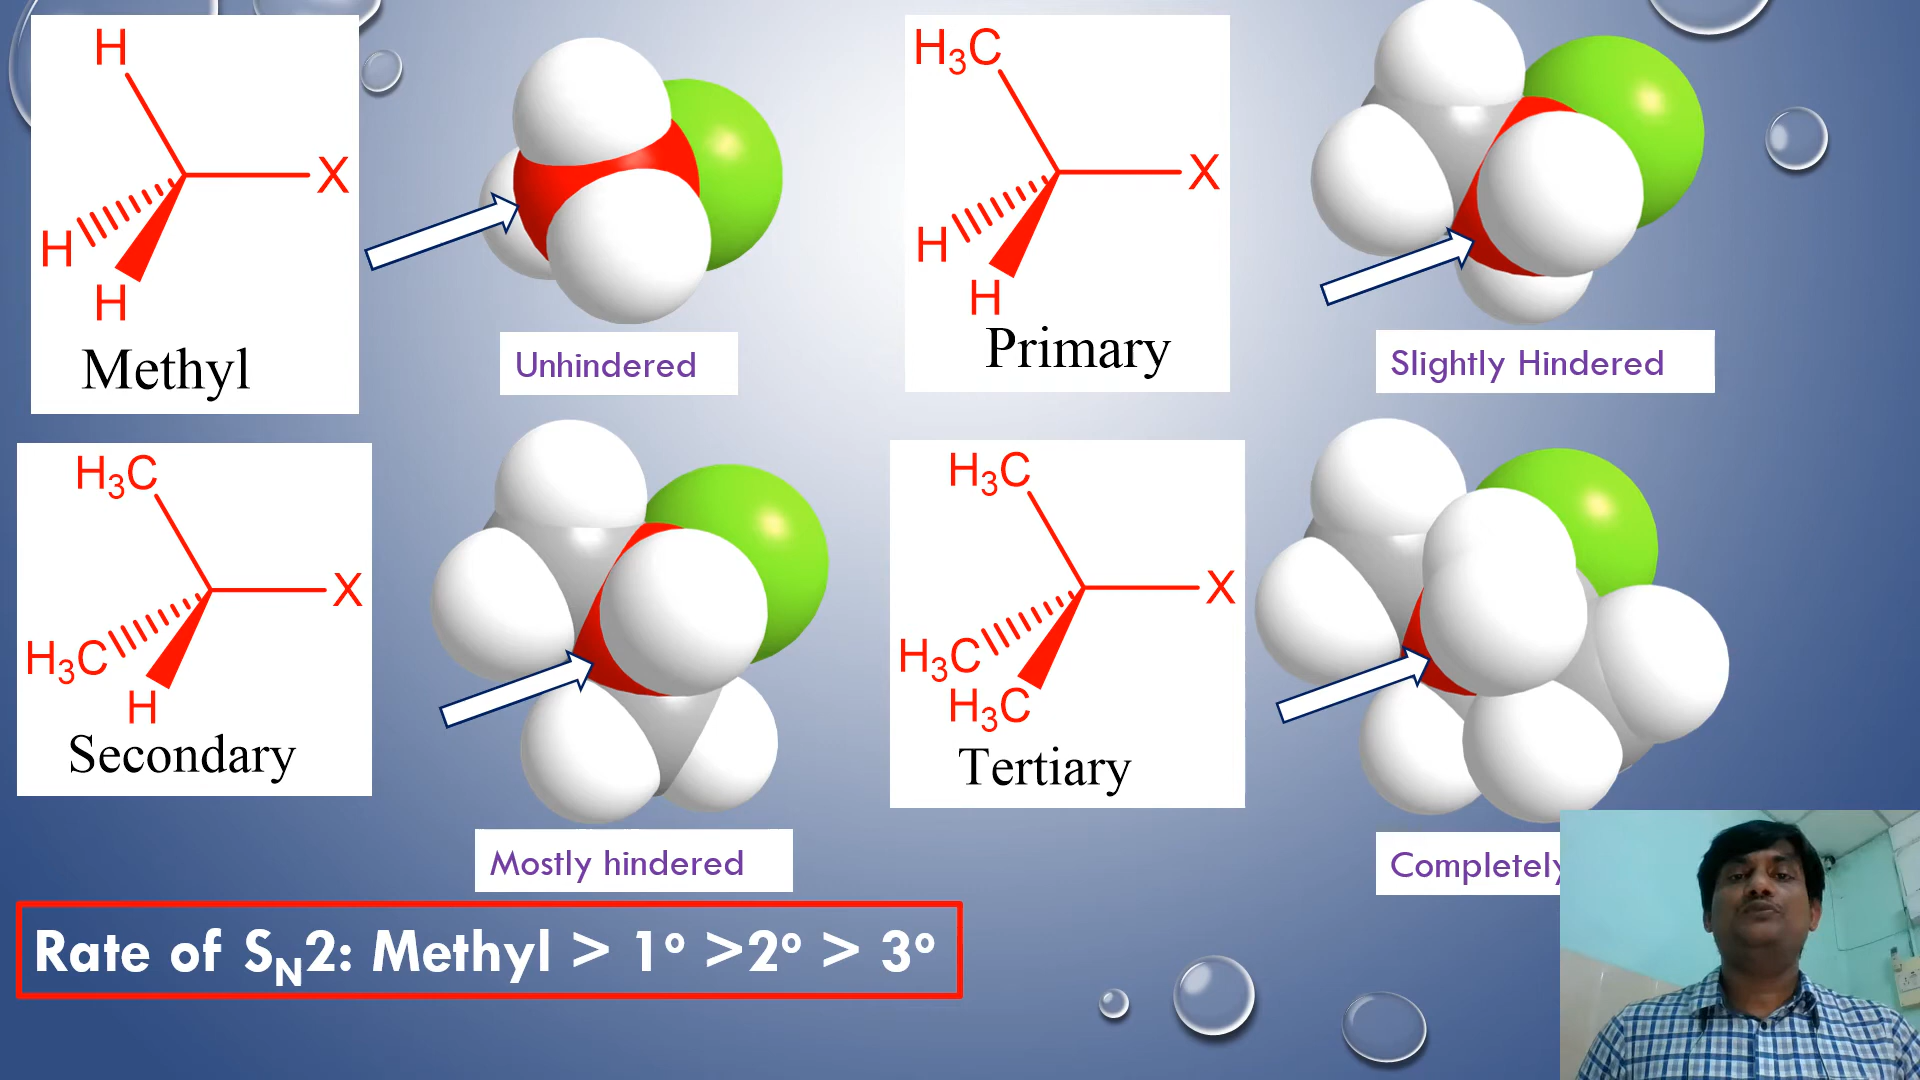 H
H
H
X
Methyl
Unhindered
H₃C
H
H
X
Primary
Slightly Hindered
H₃C
H₃C
H
X
Secondary
Mostly hindered
H₃C
H₃C
H₃C
X
Tertiary
Completely
Rate of Sₙ2: Methyl > 1° >2° > 3°